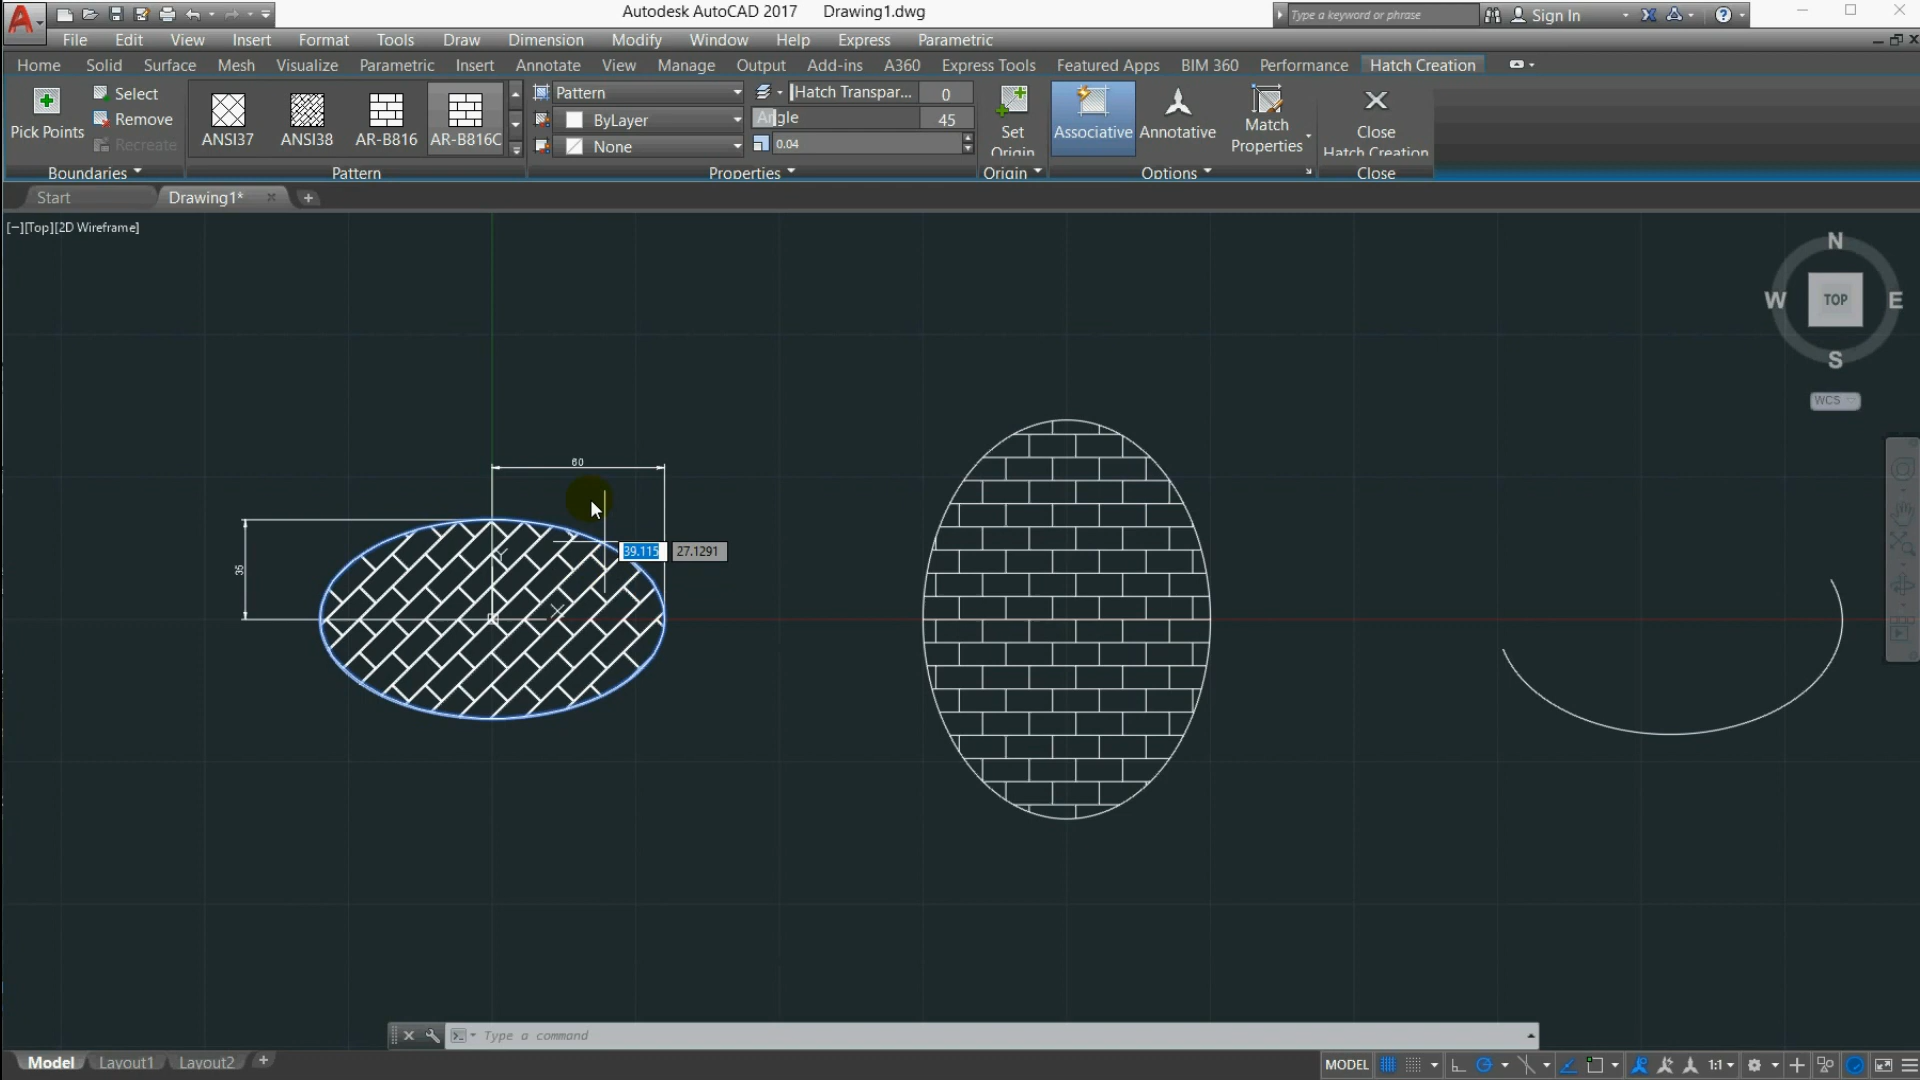 Autodesk AutoCAD 2017 Drawing1.dwg
Type a keyword or phrase
Sign In
File Edit View Insert Format Tools Draw Dimension Modify Window Help Express Parametric
Home Solid Surface Mesh Visualize Parametric Insert Annotate View Manage Output Add-ins A360 Express Tools Featured Apps BIM 360 Performance Hatch Creation
Pick Points
Select
Remove
Recreate
Boundaries
ANSI37 ANSI38 AR-B816 AR-B816C
Pattern
Pattern
ByLayer
None
Hatch Transpar... 0
Angle 45
0.04
Properties
Set
Origin
Origin
Associative
Annotative
Match
Properties
Options
Close
Hatch Creation
Close
Start Drawing1*
[−][Top][2D Wireframe]
N
W TOP E
S
WCS
60
35
Y
X
39.115 27.1291
Type a command
Model Layout1 Layout2
MODEL 1:1